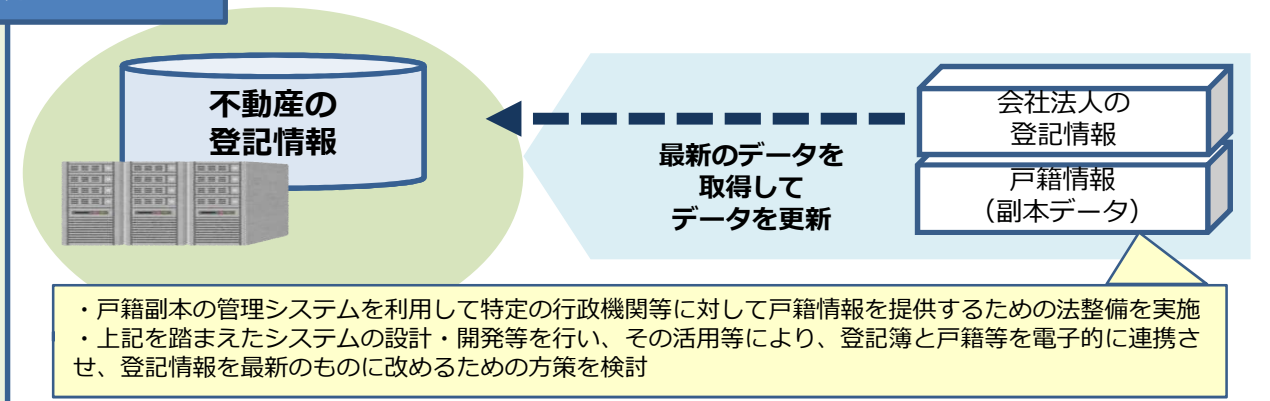 不動産の
登記情報
最新のデータを
取得して
データを更新
会社法人の
登記情報
戸籍情報
（副本データ）
・戸籍副本の管理システムを利用して特定の行政機関等に対して戸籍情報を提供するための法整備を実施
・上記を踏まえたシステムの設計・開発等を行い、その活用等により、登記簿と戸籍等を電子的に連携さ
せ、登記情報を最新のものに改めるための方策を検討